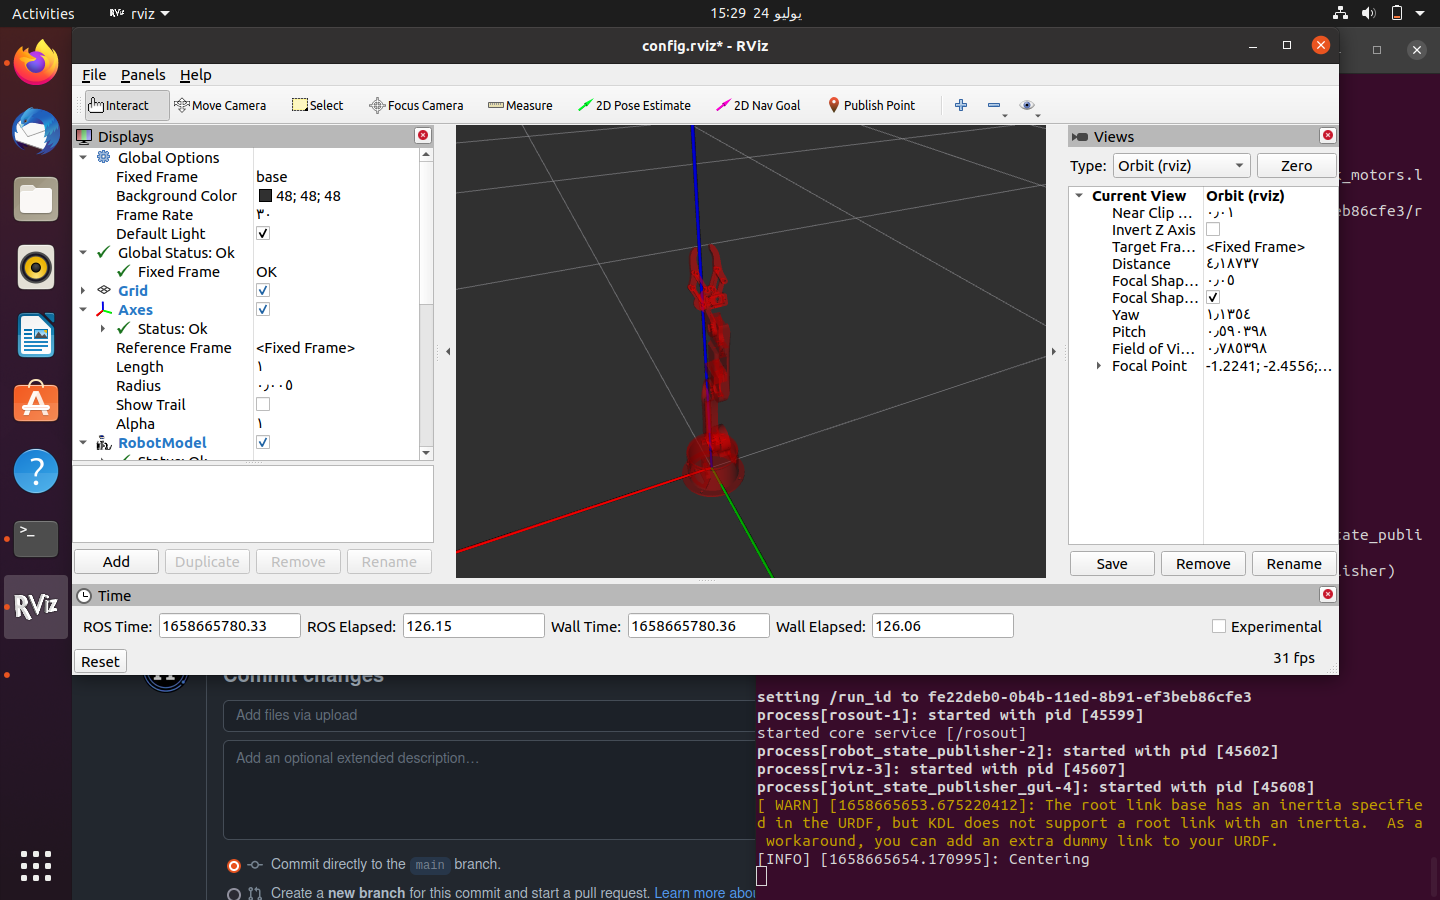 Activities
rviz
15:29 24 يوليو
config.rviz* - RViz
File Panels Help
Interact Move Camera Select Focus Camera Measure 2D Pose Estimate 2D Nav Goal Publish Point
Displays
Global Options
Fixed Frame base
Background Color 48; 48; 48
Frame Rate ٣٠
Default Light
Global Status: Ok
Fixed Frame OK
Grid
Axes
Status: Ok
Reference Frame <Fixed Frame>
Length ١
Radius ٠٫٠٠٥
Show Trail
Alpha ١
RobotModel
Status: Ok
Add Duplicate Remove Rename
Views
Type: Orbit (rviz) Zero
Current View Orbit (rviz)
Near Clip ... ٠٫٠١
Invert Z Axis
Target Fra... <Fixed Frame>
Distance ٤٫١٨٧٣٧
Focal Shap... ٠٫٠٥
Focal Shap...
Yaw ١٫١٣٥٤
Pitch ٠٫٥٩٠٣٩٨
Field of Vi... ٠٫٧٨٥٣٩٨
Focal Point -1.2241; -2.4556;...
Save Remove Rename
Time
ROS Time: 1658665780.33 ROS Elapsed: 126.15 Wall Time: 1658665780.36 Wall Elapsed: 126.06 Experimental
Reset 31 fps
RViz
_motors.l
eb86cfe3/r
ate_publi
isher)
Commit changes
Add files via upload
Add an optional extended description…
Commit directly to the main branch.
Create a new branch for this commit and start a pull request. Learn more abou
setting /run_id to fe22deb0-0b4b-11ed-8b91-ef3beb86cfe3
process[rosout-1]: started with pid [45599]
started core service [/rosout]
process[robot_state_publisher-2]: started with pid [45602]
process[rviz-3]: started with pid [45607]
process[joint_state_publisher_gui-4]: started with pid [45608]
[ WARN] [1658665653.675220412]: The root link base has an inertia specifie
d in the URDF, but KDL does not support a root link with an inertia.  As a
 workaround, you can add an extra dummy link to your URDF.
[INFO] [1658665654.170995]: Centering